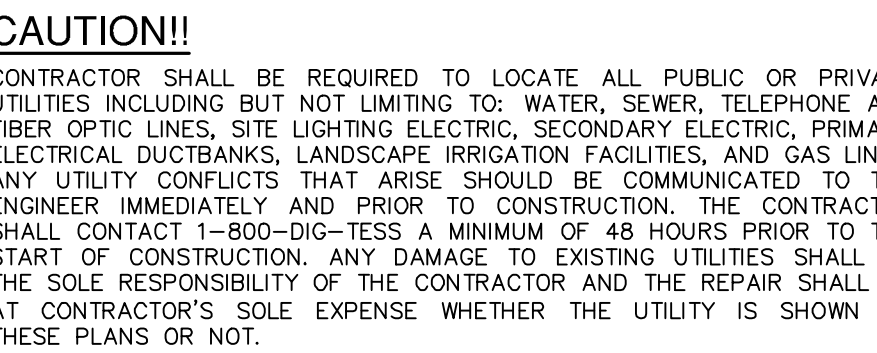 CAUTION!!
CONTRACTOR SHALL BE REQUIRED TO LOCATE ALL PUBLIC OR PRIVA
UTILITIES INCLUDING BUT NOT LIMITING TO: WATER, SEWER, TELEPHONE A
FIBER OPTIC LINES, SITE LIGHTING ELECTRIC, SECONDARY ELECTRIC, PRIMA
ELECTRICAL DUCTBANKS, LANDSCAPE IRRIGATION FACILITIES, AND GAS LIN
ANY UTILITY CONFLICTS THAT ARISE SHOULD BE COMMUNICATED TO T
ENGINEER IMMEDIATELY AND PRIOR TO CONSTRUCTION. THE CONTRACT
SHALL CONTACT 1-800-DIG-TESS A MINIMUM OF 48 HOURS PRIOR TO T
START OF CONSTRUCTION. ANY DAMAGE TO EXISTING UTILITIES SHALL
THE SOLE RESPONSIBILITY OF THE CONTRACTOR AND THE REPAIR SHALL
AT CONTRACTOR'S SOLE EXPENSE WHETHER THE UTILITY IS SHOWN
THESE PLANS OR NOT.